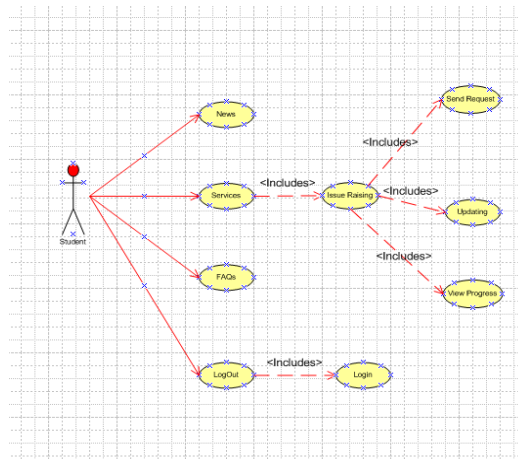 Send Request
News
<Includes>
<Includes>
<Includes>
Services
Issue Raising
Updating
Student
<Includes>
FAQs
View Progress
<Includes>
LogOut
Login